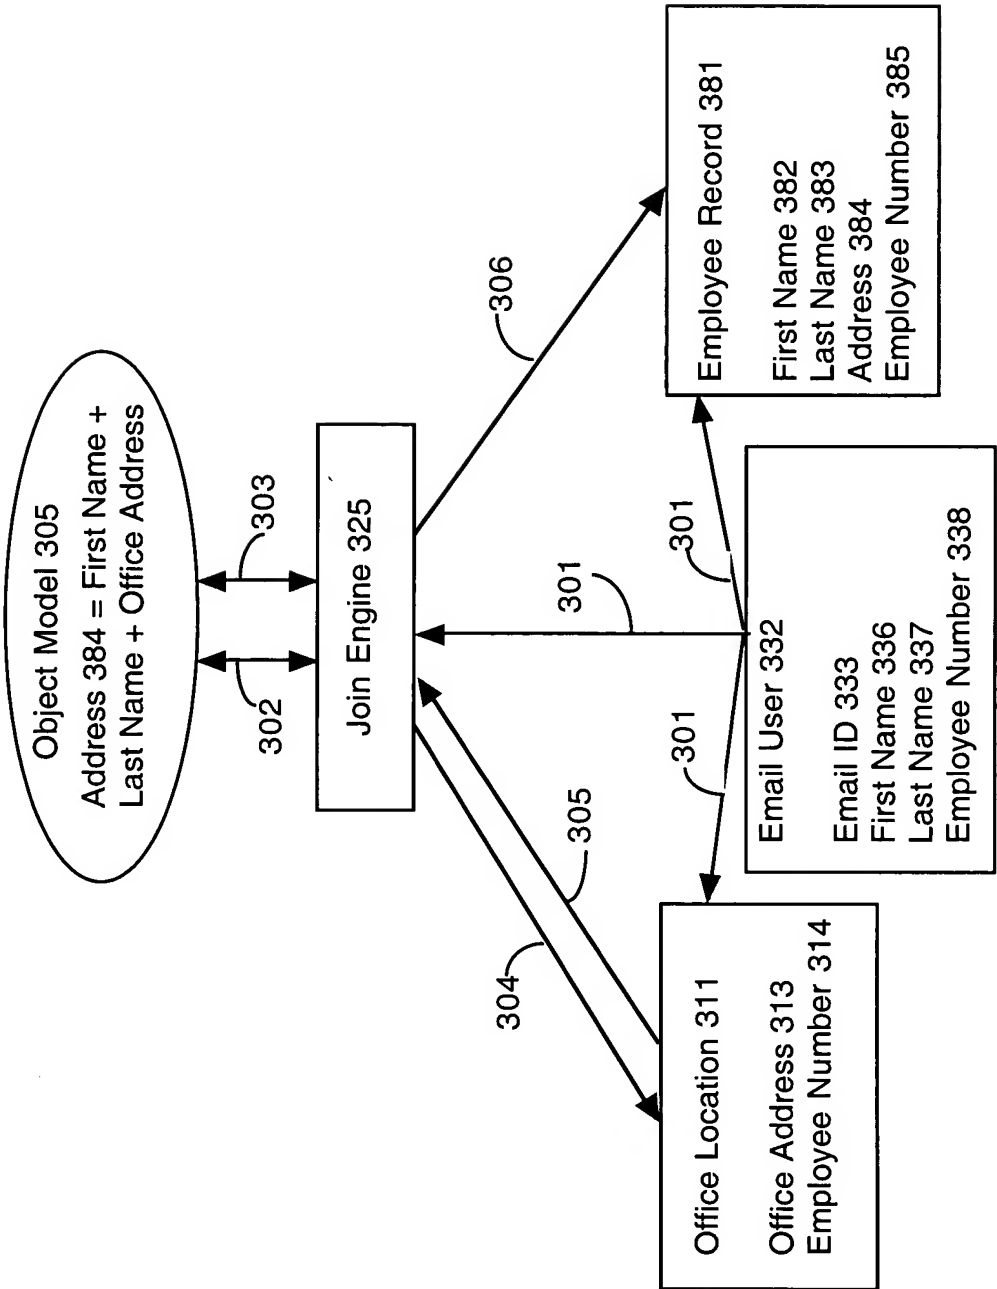 Object Model 305
Address 384 = First Name +
Last Name + Office Address
302
303
Join Engine 325
304
305
301
306
301
301
Office Location 311
Office Address 313
Employee Number 314
Email User 332
Email ID 333
First Name 336
Last Name 337
Employee Number 338
Employee Record 381
First Name 382
Last Name 383
Address 384
Employee Number 385